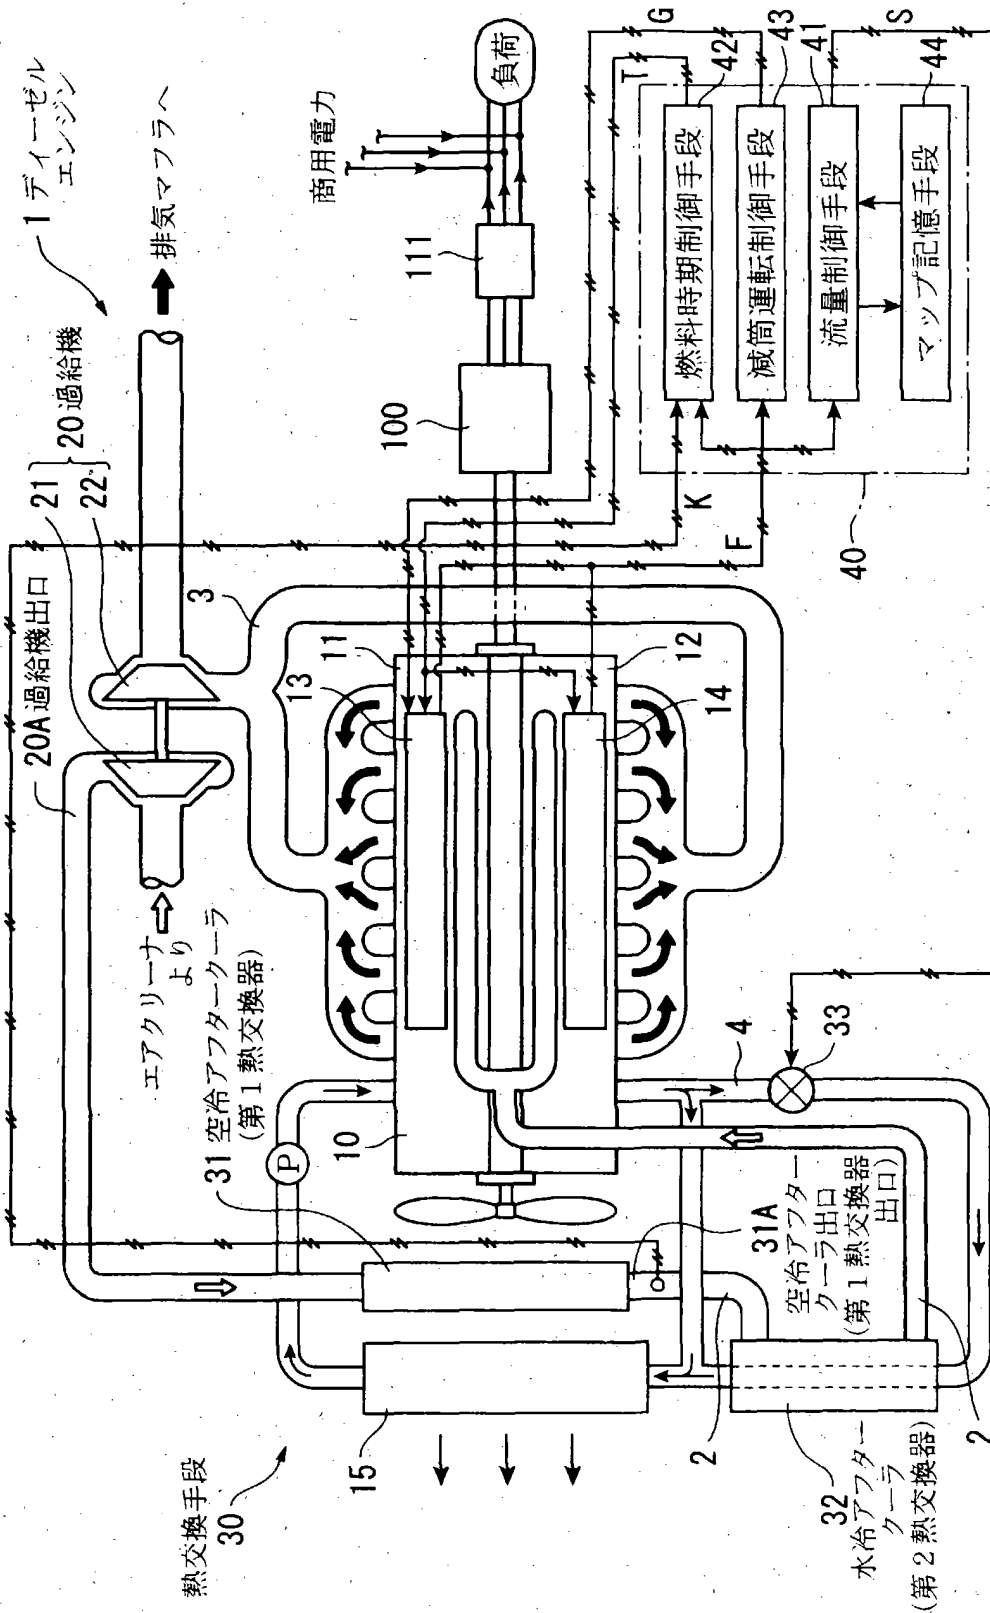 1 ディーゼル
エンジン
排気マフラへ
20 過給機
21
22
20A 過給機出口
3
エアクリーナ
より
商用電力
負荷
111
100
11
13
12
14
10
P
31 空冷アフタークーラ
(第1熱交換器)
熱交換手段
30
15
2
31A
空冷アフター
クーラ出口
(第1熱交換器
出口)
4
33
2
32
水冷アフター
クーラ
(第2熱交換器)
G
T
K
F
S
40
42
43
41
44
燃料時期制御手段
減筒運転制御手段
流量制御手段
マップ記憶手段
2